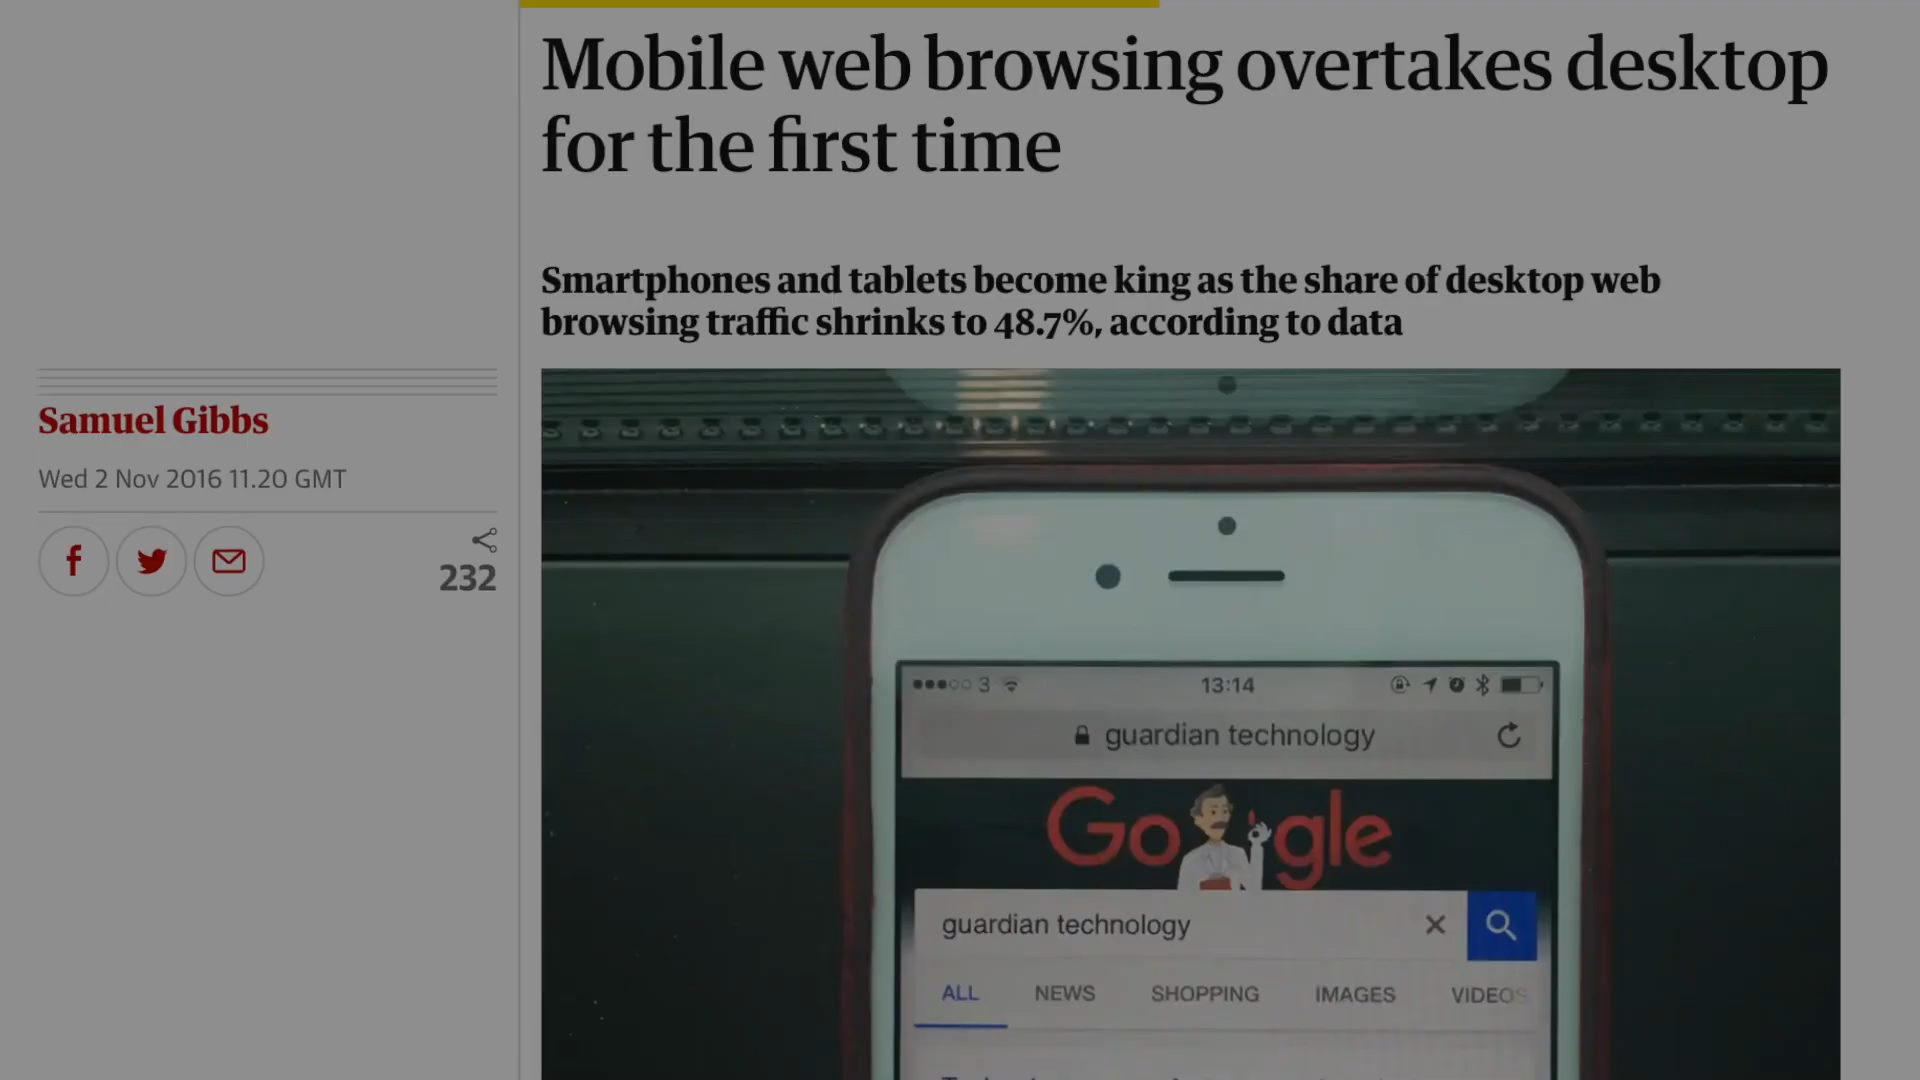 Mobile web browsing overtakes desktop
for the first time
Smartphones and tablets become king as the share of desktop web
browsing traffic shrinks to 48.7%, according to data
Samuel Gibbs
Wed 2 Nov 2016 11.20 GMT
232
3
13:14
guardian technology
Google
guardian technology
ALL NEWS SHOPPING IMAGES VIDEOS